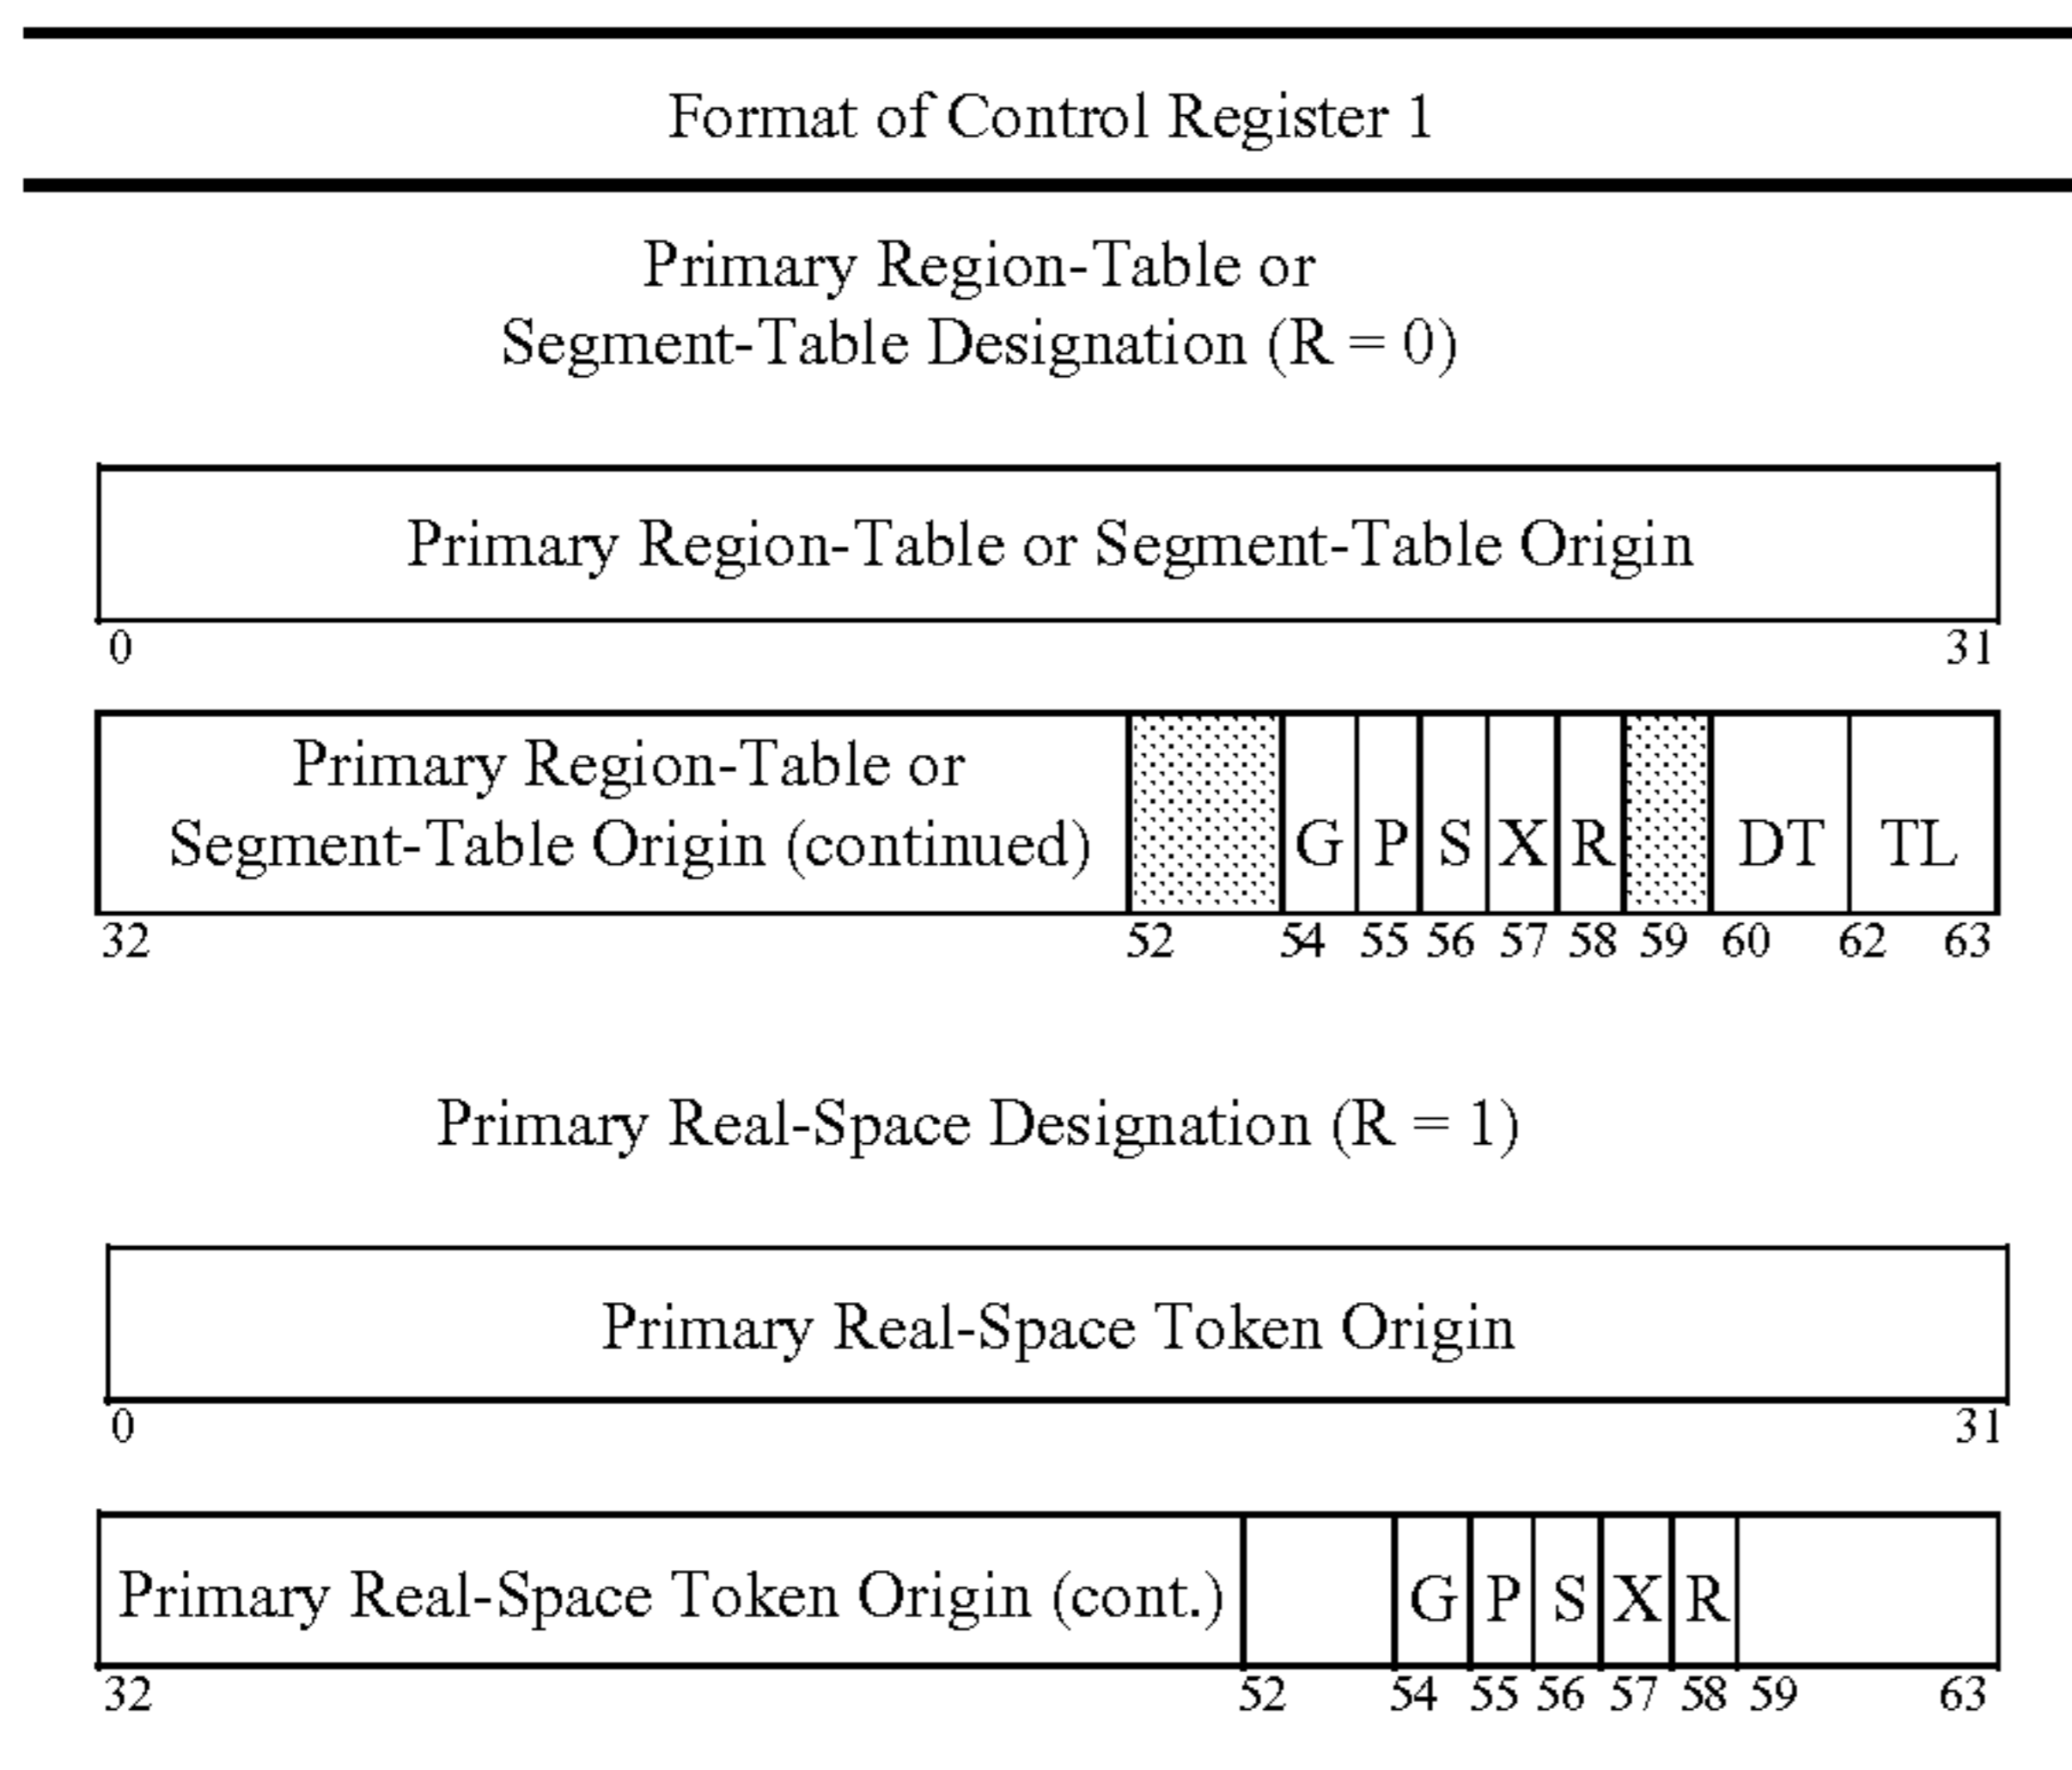 Format of Control Register 1
Primary Region-Table or
Segment-Table Designation (R = 0)
Primary Region-Table or Segment-Table Origin
0 31
Primary Region-Table or
Segment-Table Origin (continued) G P S X R DT TL
32 52 54 55 56 57 58 59 60 62 63
Primary Real-Space Designation (R = 1)
Primary Real-Space Token Origin
0 31
Primary Real-Space Token Origin (cont.) G P S X R
32 52 54 55 56 57 58 59 63